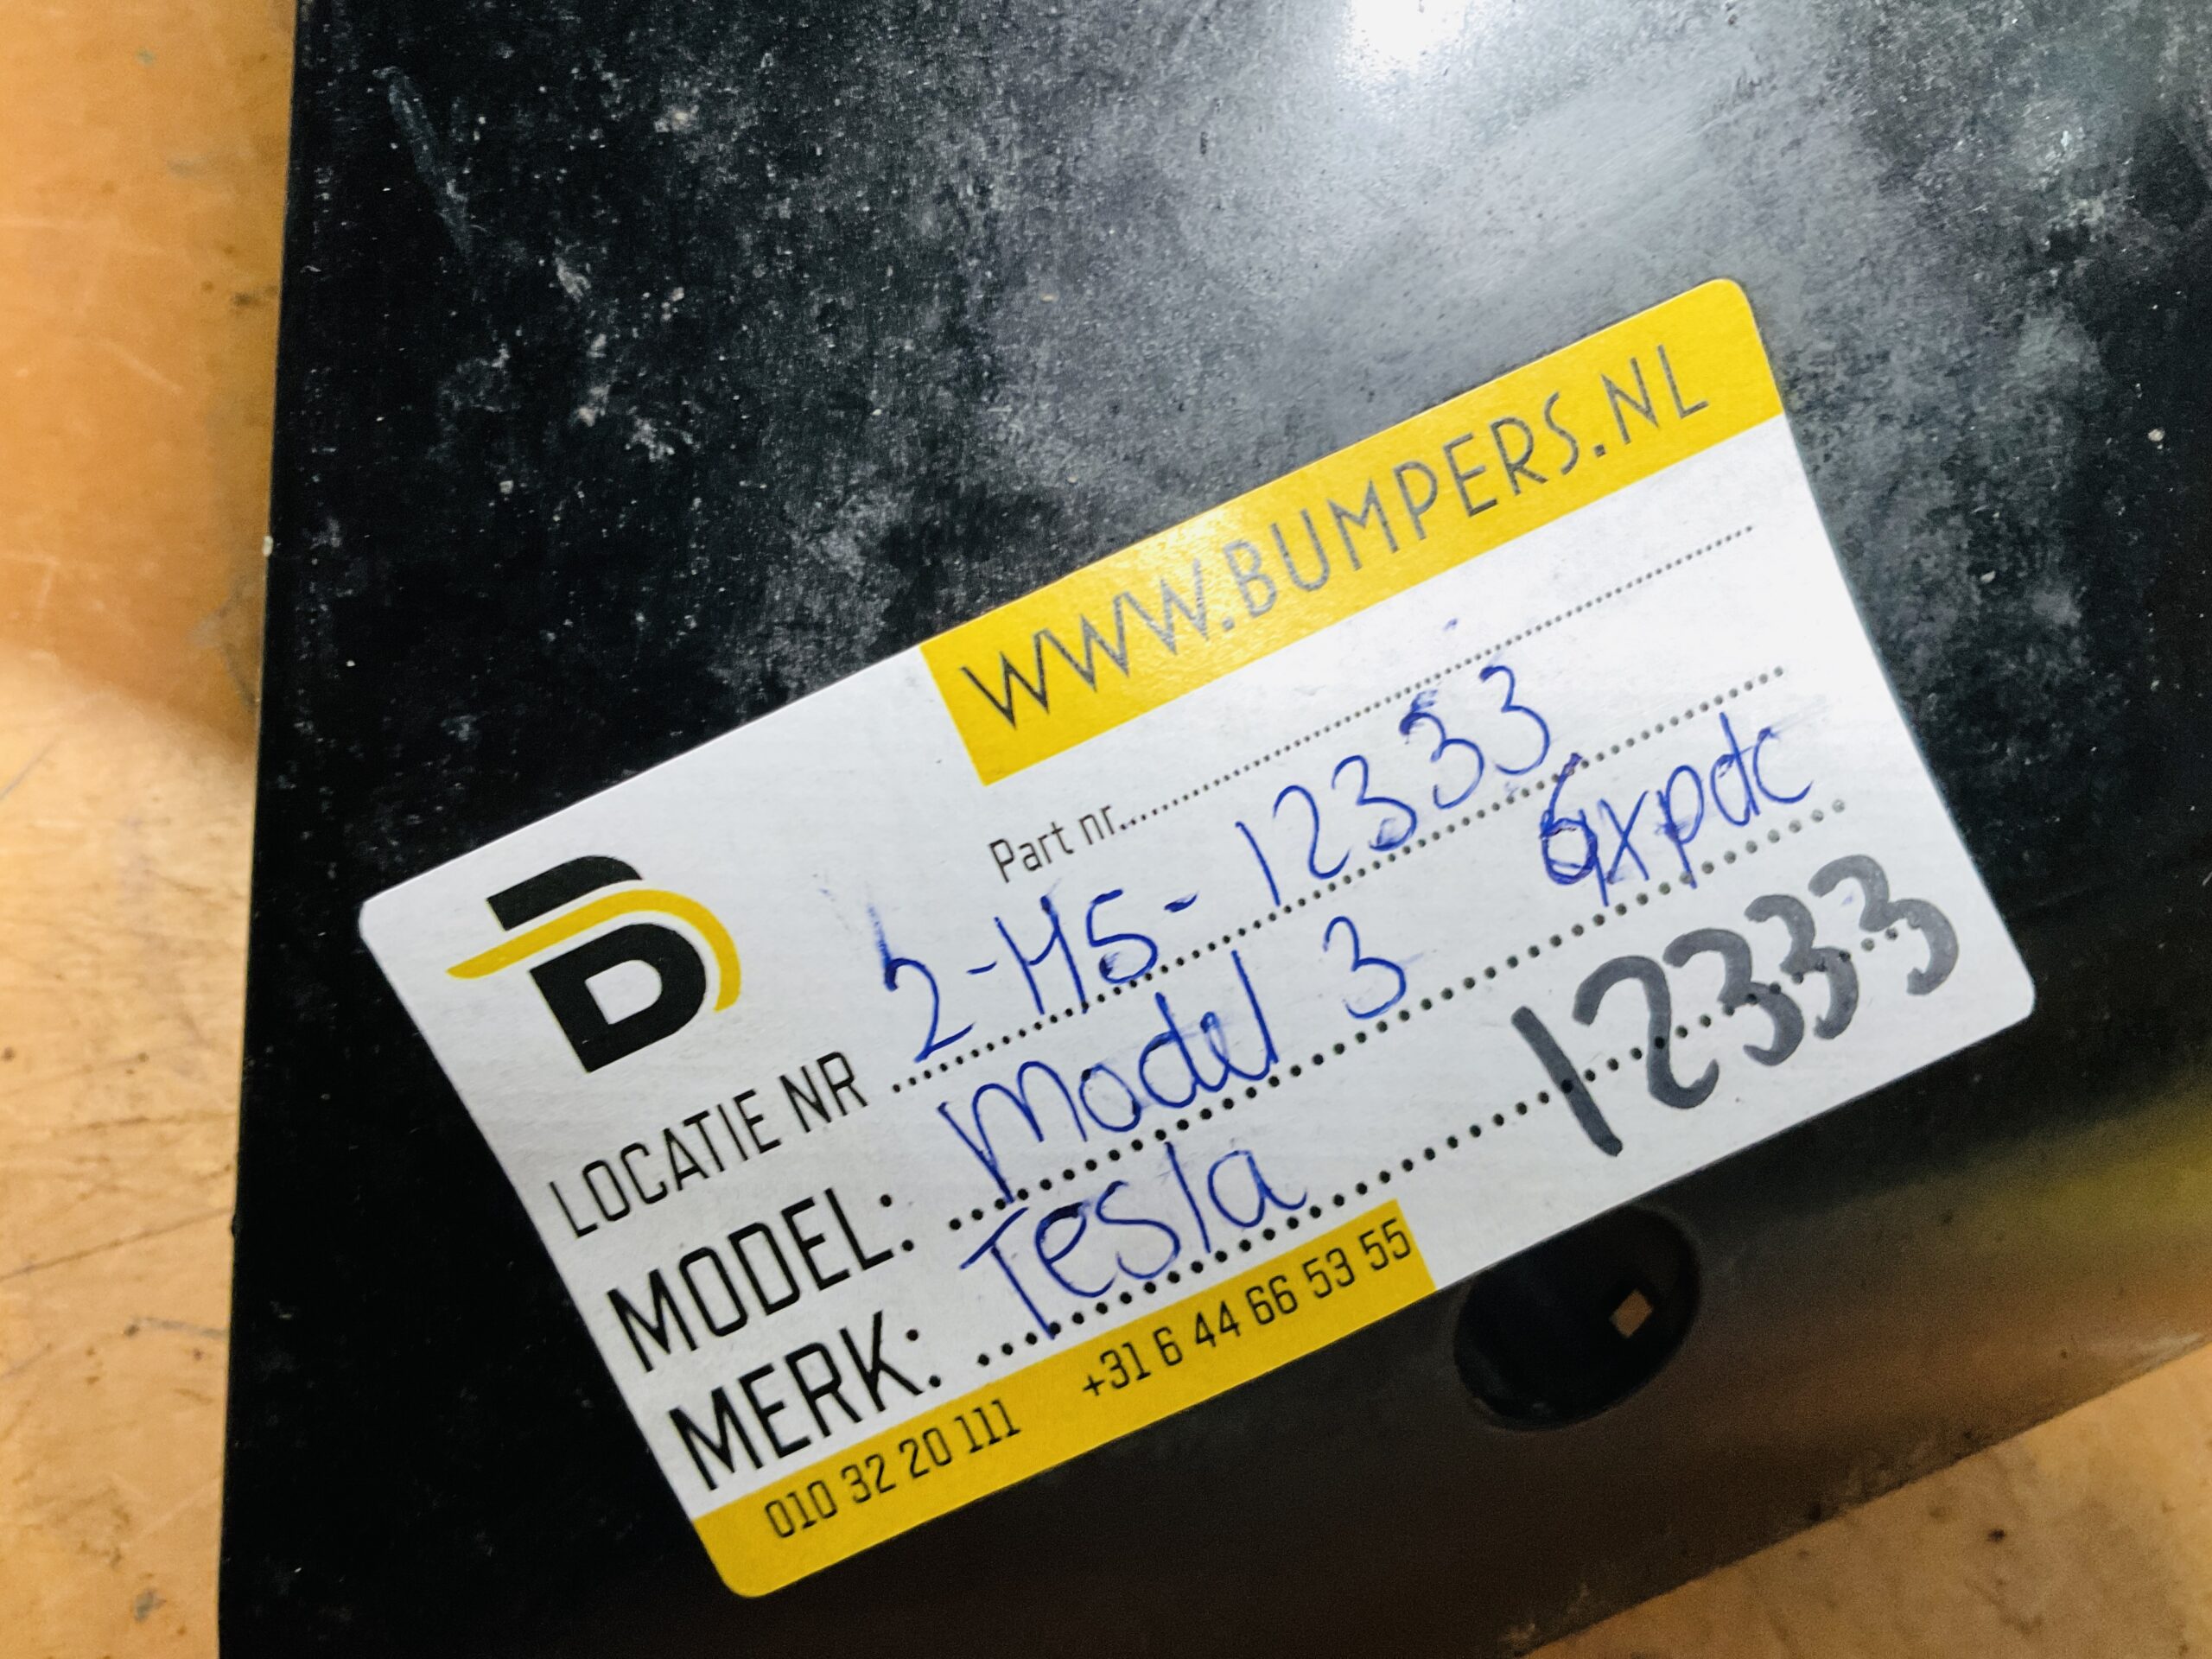 WWW.BUMPERS.NL
Part nr
LOCATIE NR 2-H5-12333
MODEL: Model 3 6xpdc
MERK: Tesla 12333
010 32 20 111 +31 6 44 66 53 55